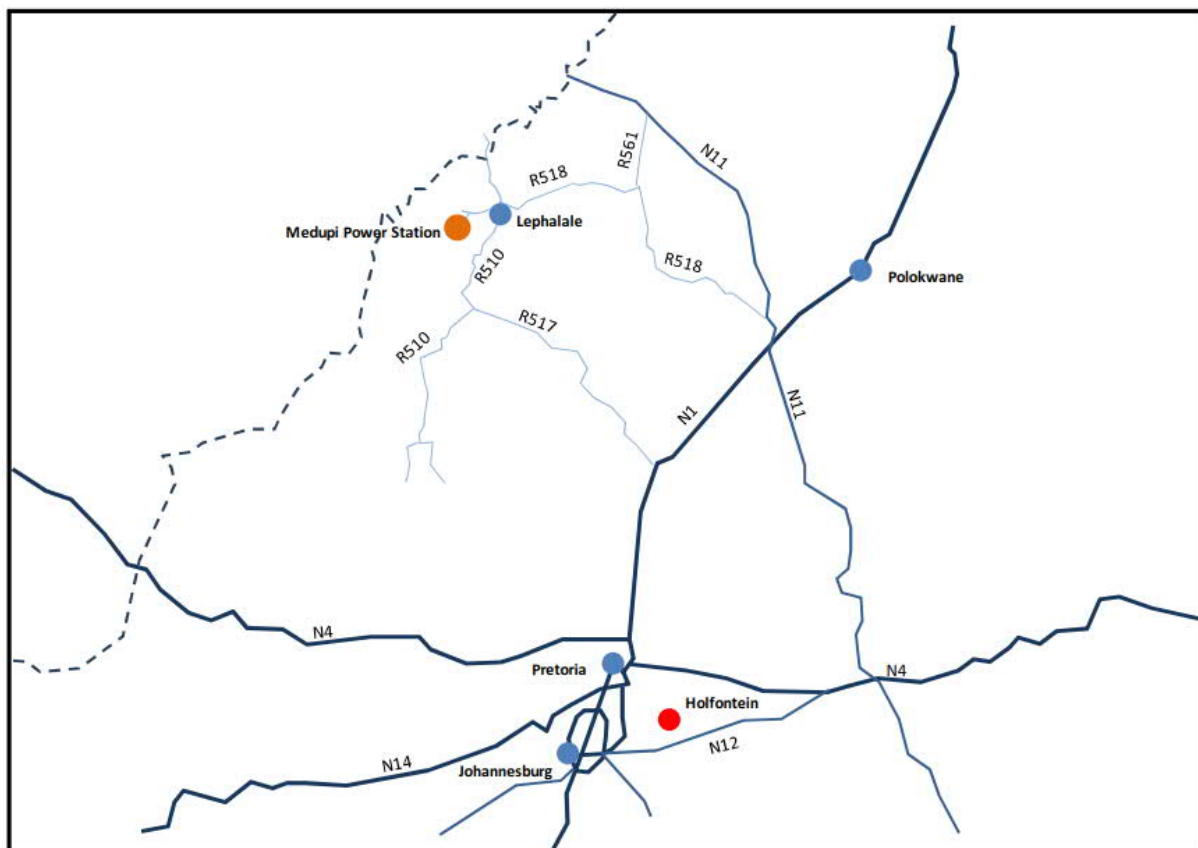 R561
N11
R518
Lephalale
Medupi Power Station
R510
R518
Polokwane
R517
R510
N1
N11
N4
Pretoria
N4
Holfontein
N12
N14
Johannesburg